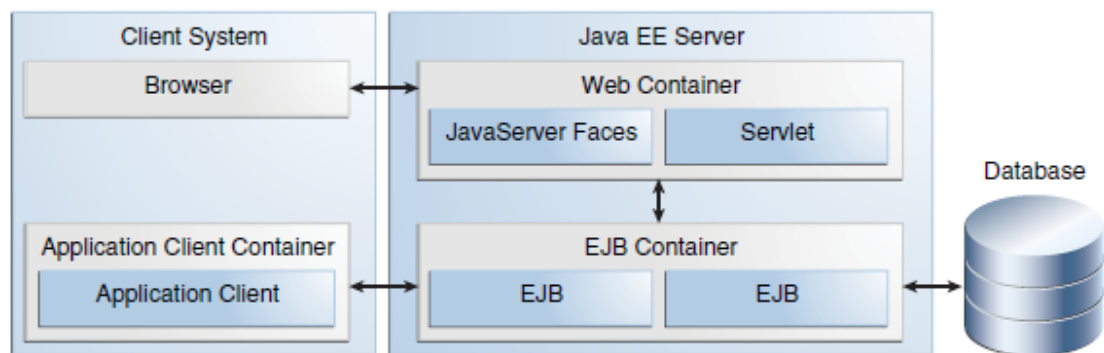 Client System
Browser
Application Client Container
Application Client
Java EE Server
Web Container
JavaServer Faces
Servlet
EJB Container
EJB
EJB
Database